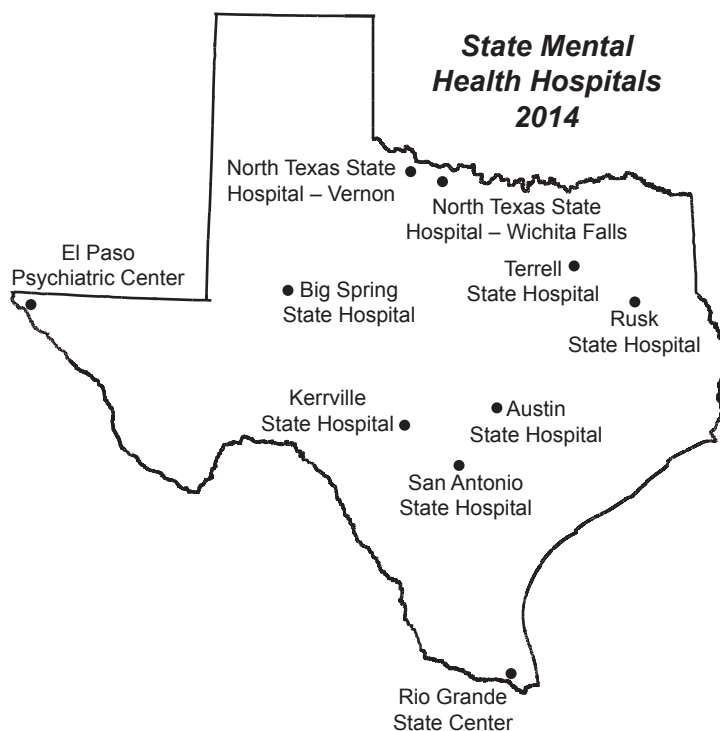 State Mental
Health Hospitals
2014
North Texas State
Hospital – Vernon
North Texas State
Hospital – Wichita Falls
El Paso
Psychiatric Center
Terrell
State Hospital
Big Spring
State Hospital
Rusk
State Hospital
Kerrville
State Hospital
Austin
State Hospital
San Antonio
State Hospital
Rio Grande
State Center